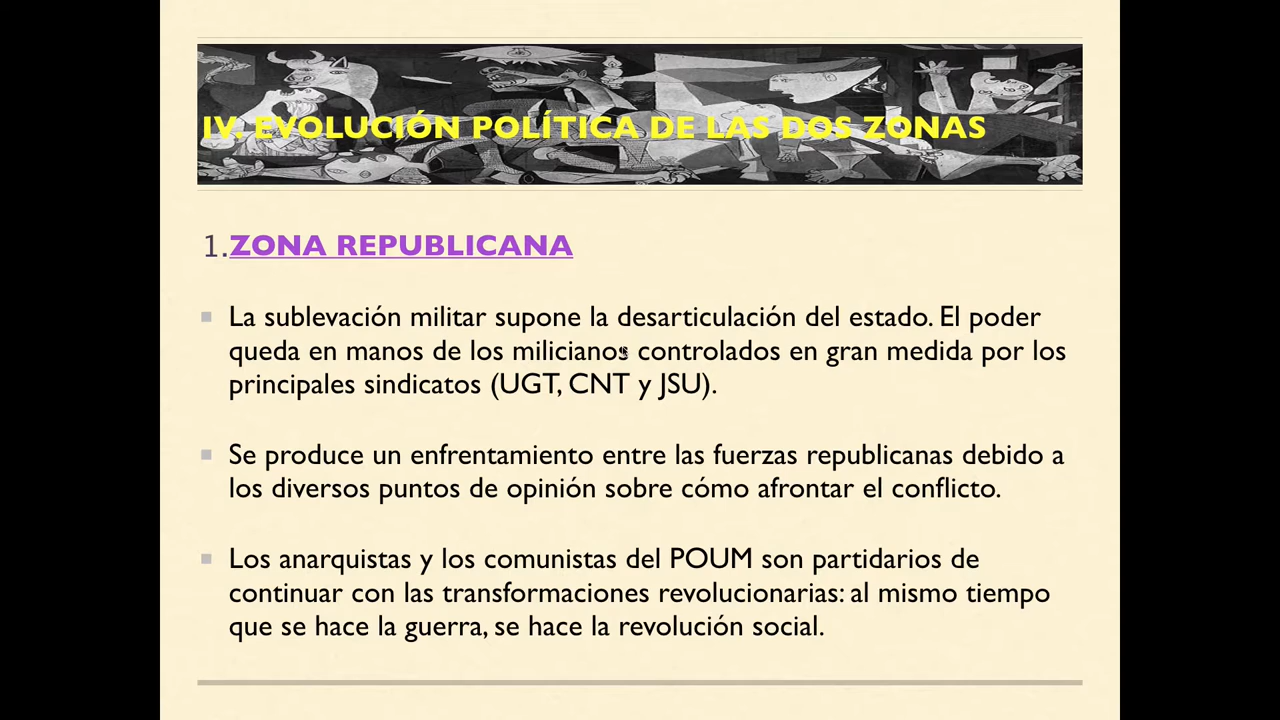 IV. EVOLUCIÓN POLÍTICA DE LAS DOS ZONAS
1.ZONA REPUBLICANA
La sublevación militar supone la desarticulación del estado. El poder
queda en manos de los milicianos controlados en gran medida por los
principales sindicatos (UGT, CNT y JSU).
Se produce un enfrentamiento entre las fuerzas republicanas debido a
los diversos puntos de opinión sobre cómo afrontar el conflicto.
Los anarquistas y los comunistas del POUM son partidarios de
continuar con las transformaciones revolucionarias: al mismo tiempo
que se hace la guerra, se hace la revolución social.